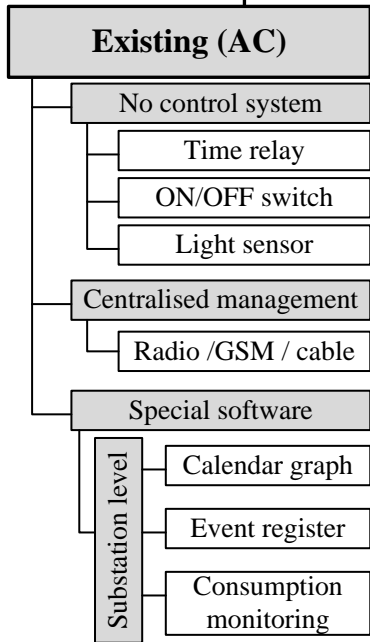 Existing (AC)
No control system
Time relay
ON/OFF switch
Light sensor
Centralised management
Radio /GSM / cable
Special software
Substation level
Calendar graph
Event register
Consumption
monitoring